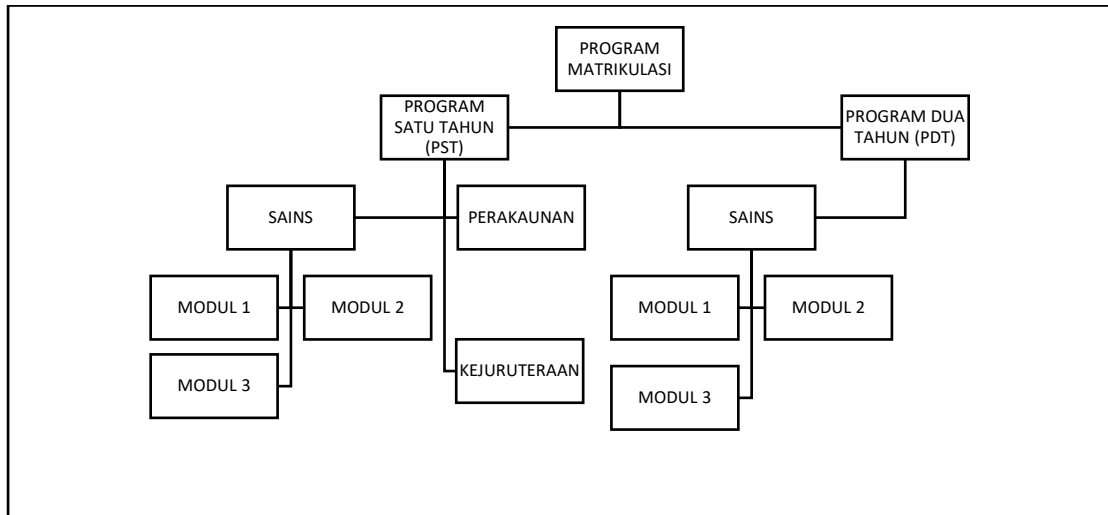 PROGRAM
MATRIKULASI
PROGRAM
SATU TAHUN
(PST)
PROGRAM DUA
TAHUN (PDT)
SAINS
PERAKAUNAN
SAINS
MODUL 1
MODUL 2
MODUL 1
MODUL 2
MODUL 3
KEJURUTERAAN
MODUL 3